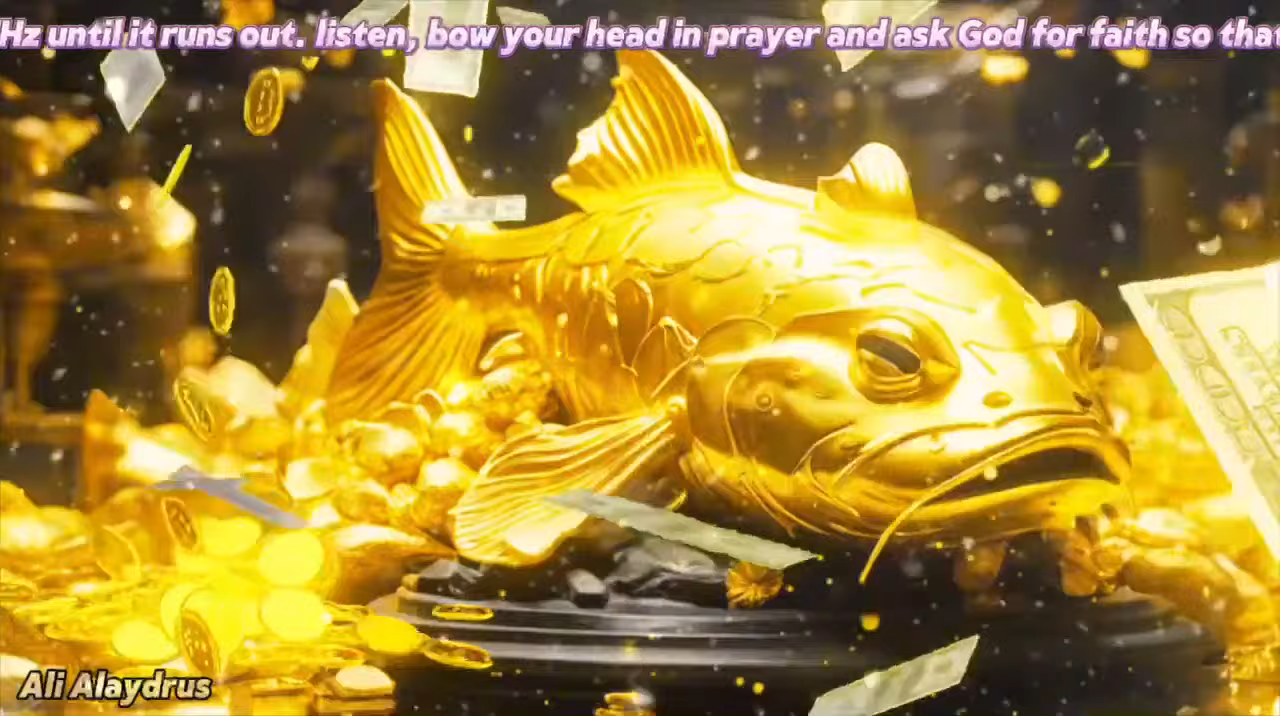 Hz until it runs out. listen, bow your head in prayer and ask God for faith so that
Ali Alaydrus